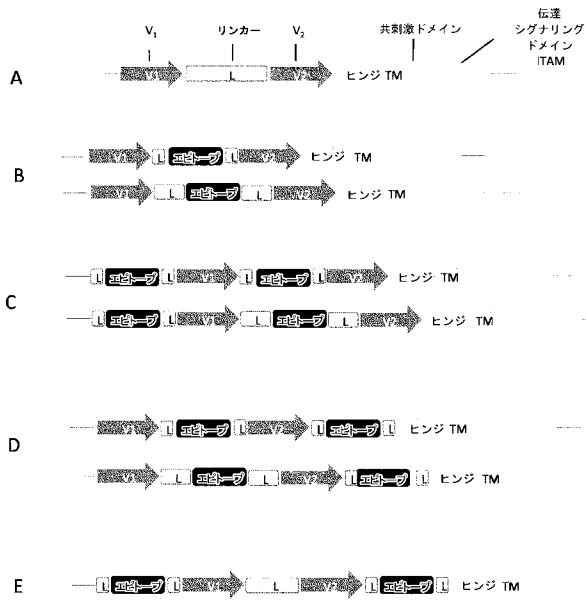 V₁ リンカー V₂ 共刺激ドメイン 伝達
シグナリング
ドメイン
ITAM
A V1 L V2 ヒンジ TM
B
V1 L エピトープ L V2 ヒンジ TM
V1 L エピトープ L V2 ヒンジ TM
C
L エピトープ L V1 L エピトープ L V2 ヒンジ TM
L エピトープ L V1 L エピトープ L V2 ヒンジ TM
D
V1 L エピトープ L V2 L エピトープ L ヒンジ TM
V1 L エピトープ L V2 L エピトープ L ヒンジ TM
E L エピトープ L V1 L V2 L エピトープ L ヒンジ TM